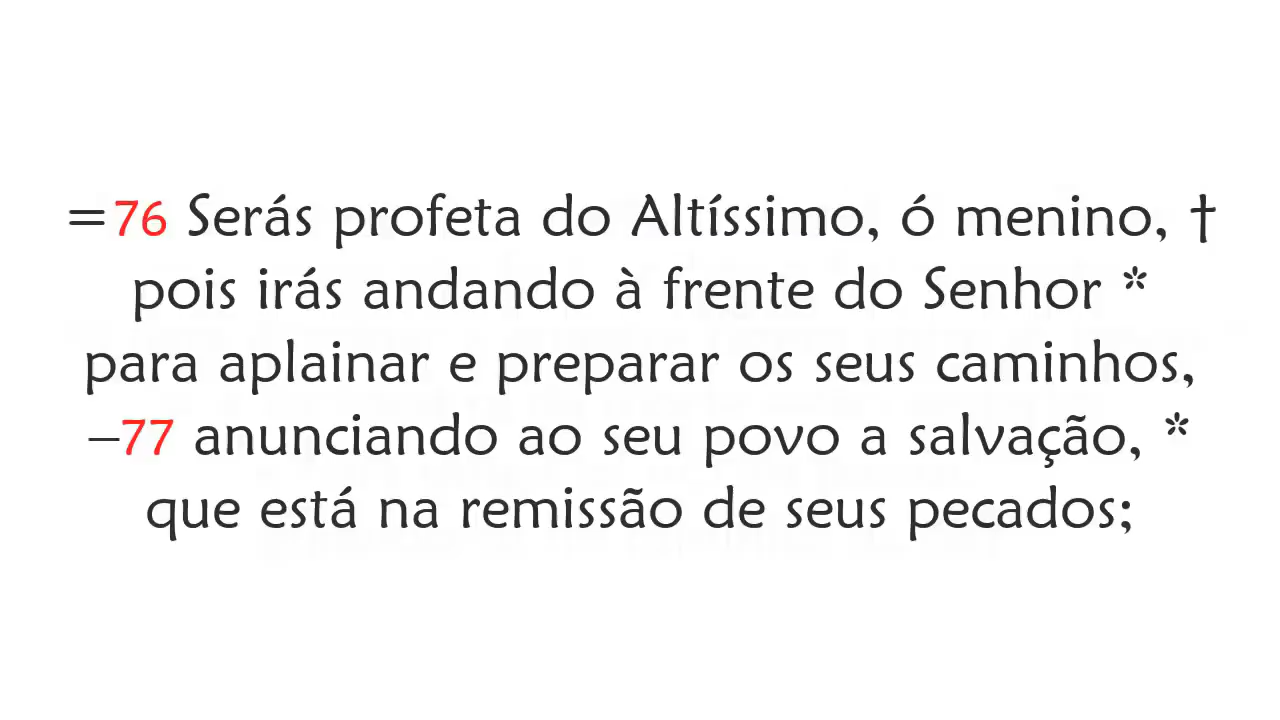 =76 Serás profeta do Altíssimo, ó menino, †
pois irás andando à frente do Senhor *
para aplainar e preparar os seus caminhos,
–77 anunciando ao seu povo a salvação, *
que está na remissão de seus pecados;